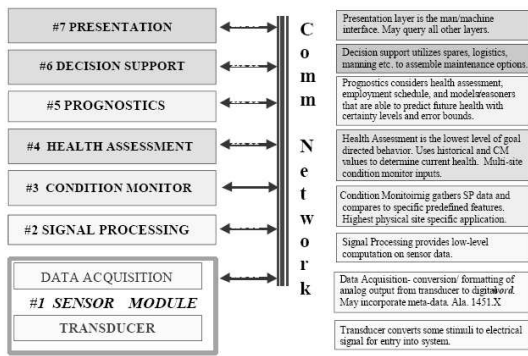 #7 PRESENTATION
#6 DECISION SUPPORT
#5 PROGNOSTICS
#4 HEALTH ASSESSMENT
#3 CONDITION MONITOR
#2 SIGNAL PROCESSING
DATA ACQUISITION
#1 SENSOR MODULE
TRANSDUCER
Comm Network
Presentation layer is the man/machine
interface. May query all other layers.
Decision support utilizes spares, logistics,
manning etc. to assemble maintenance options.
Prognostics considers health assessment,
employment schedule, and models/reasoners
that are able to predict future health with
certainty levels and error bounds.
Health Assessment is the lowest level of goal
directed behavior. Uses historical and CM
values to determine current health. Multi-site
condition monitor inputs.
Condition Monitoirnig gathers SP data and
compares to specific predefined features.
Highest physical site specific application.
Signal Processing provides low-level
computation on sensor data.
Data Acquisition- conversion/ formatting of
analog output from transducer to digital word.
May incorporate meta-data. Ala. 1451.X
Transducer converts some stimuli to electrical
signal for entry into system.